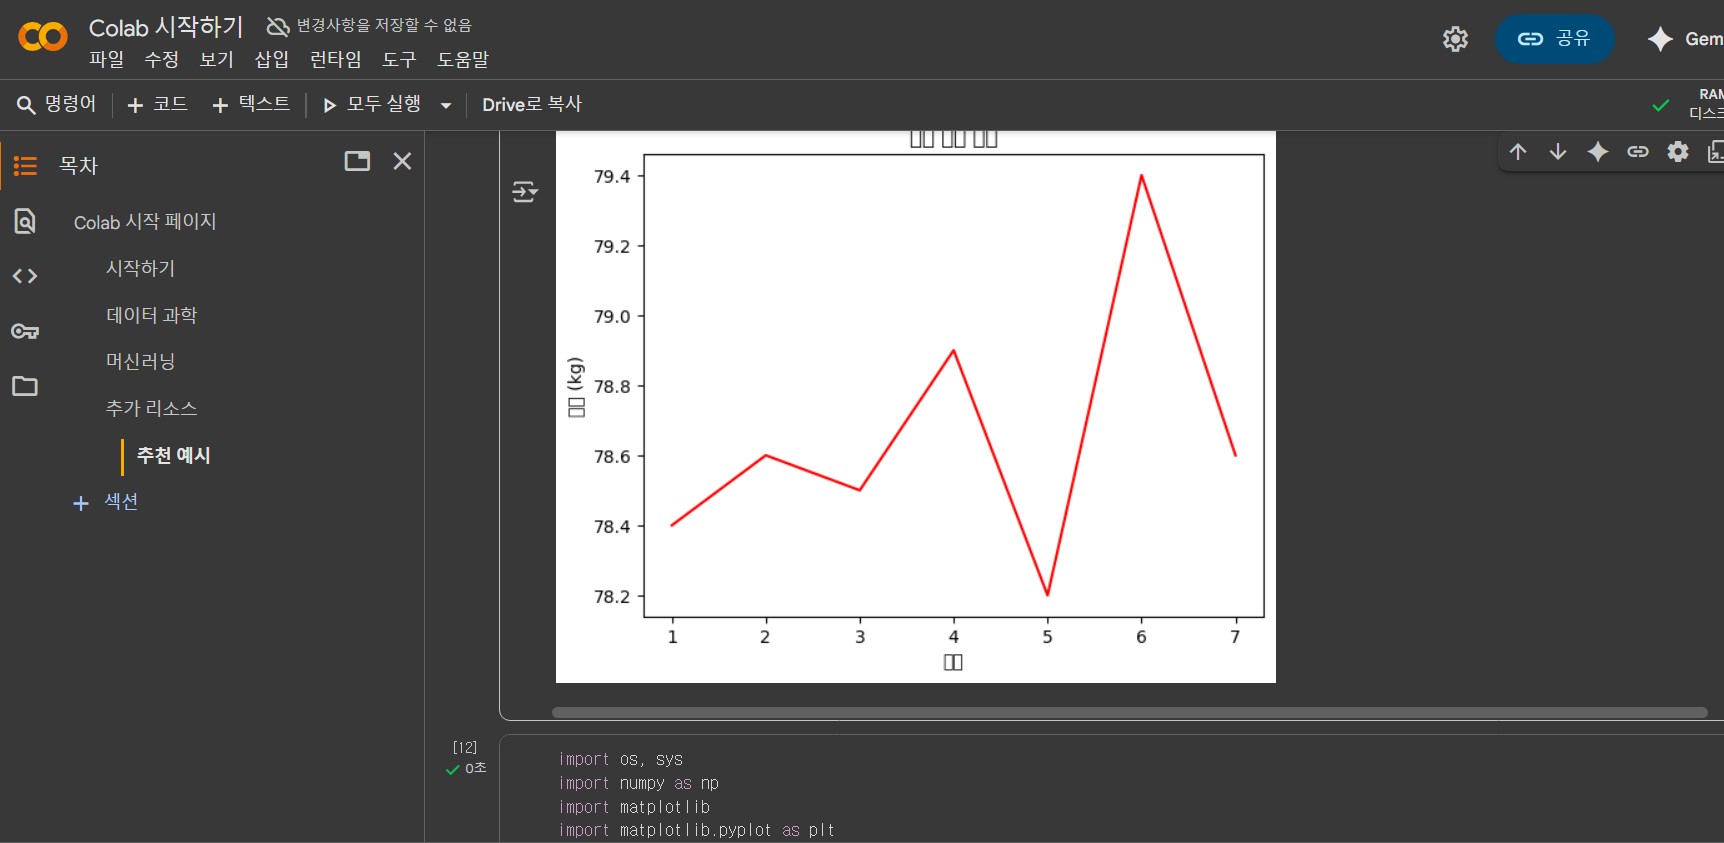 Colab 시작하기 변경사항을 저장할 수 없음
파일 수정 보기 삽입 런타임 도구 도움말
공유
Gem
명령어 + 코드 + 텍스트 모두 실행 Drive로 복사
RAM
디스크
목차
Colab 시작 페이지
시작하기
데이터 과학
머신러닝
추가 리소스
추천 예시
+ 섹션
79.4
79.2
79.0
78.8
78.6
78.4
78.2
(kg)
1 2 3 4 5 6 7
[12]
0초
import os, sys
import numpy as np
import matplotlib
import matplotlib.pyplot as plt